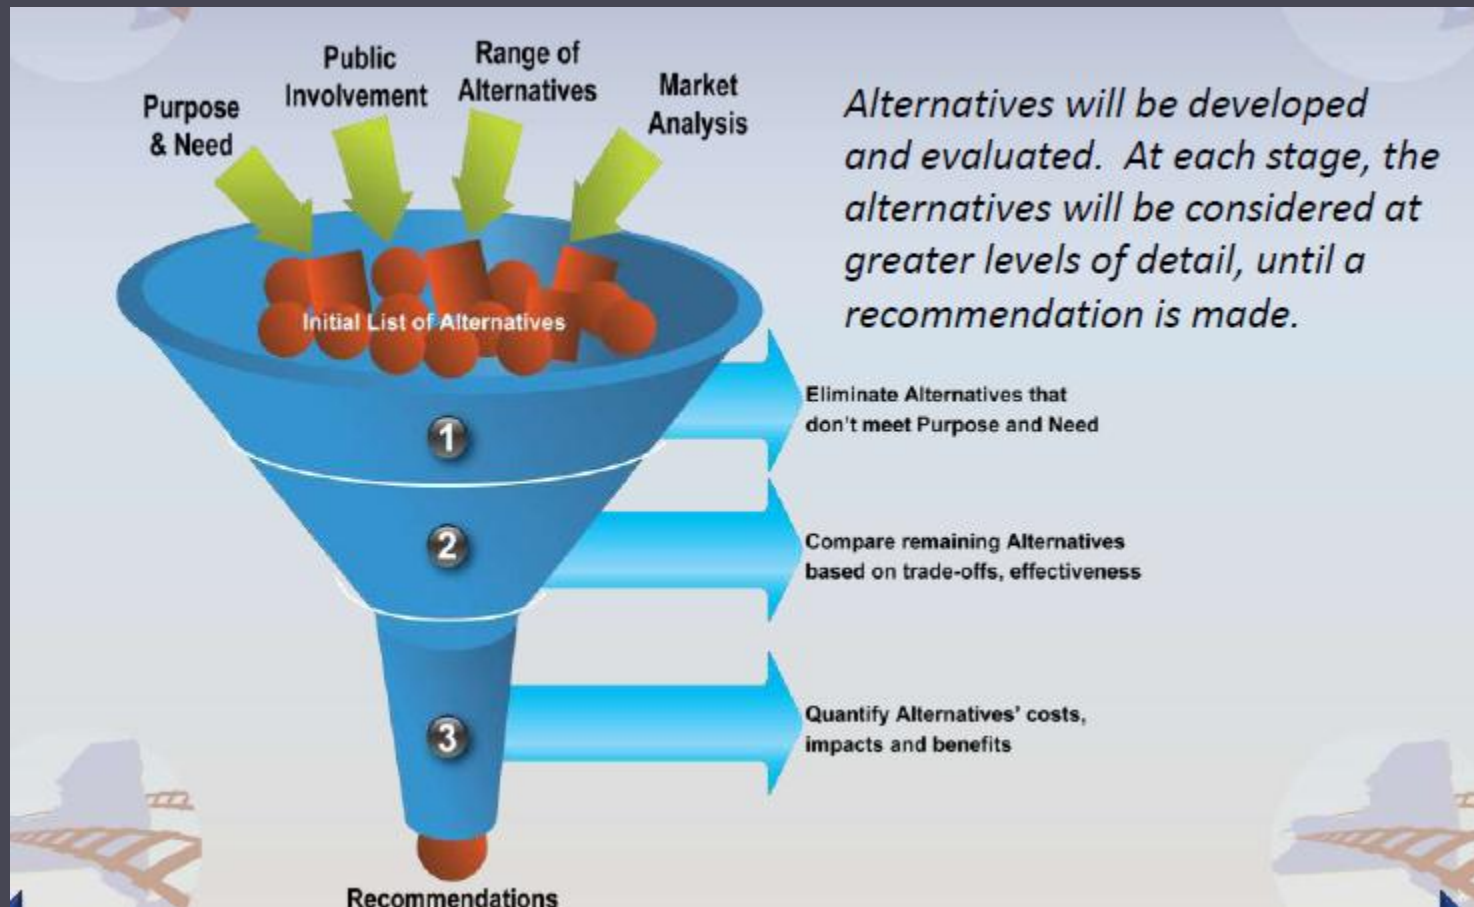 Purpose
& Need
Public
Involvement
Range of
Alternatives
Market
Analysis
Alternatives will be developed
and evaluated. At each stage, the
alternatives will be considered at
greater levels of detail, until a
recommendation is made.
Initial List of Alternatives
1
Eliminate Alternatives that
don't meet Purpose and Need
2
Compare remaining Alternatives
based on trade-offs, effectiveness
3
Quantify Alternatives' costs,
impacts and benefits
Recommendations